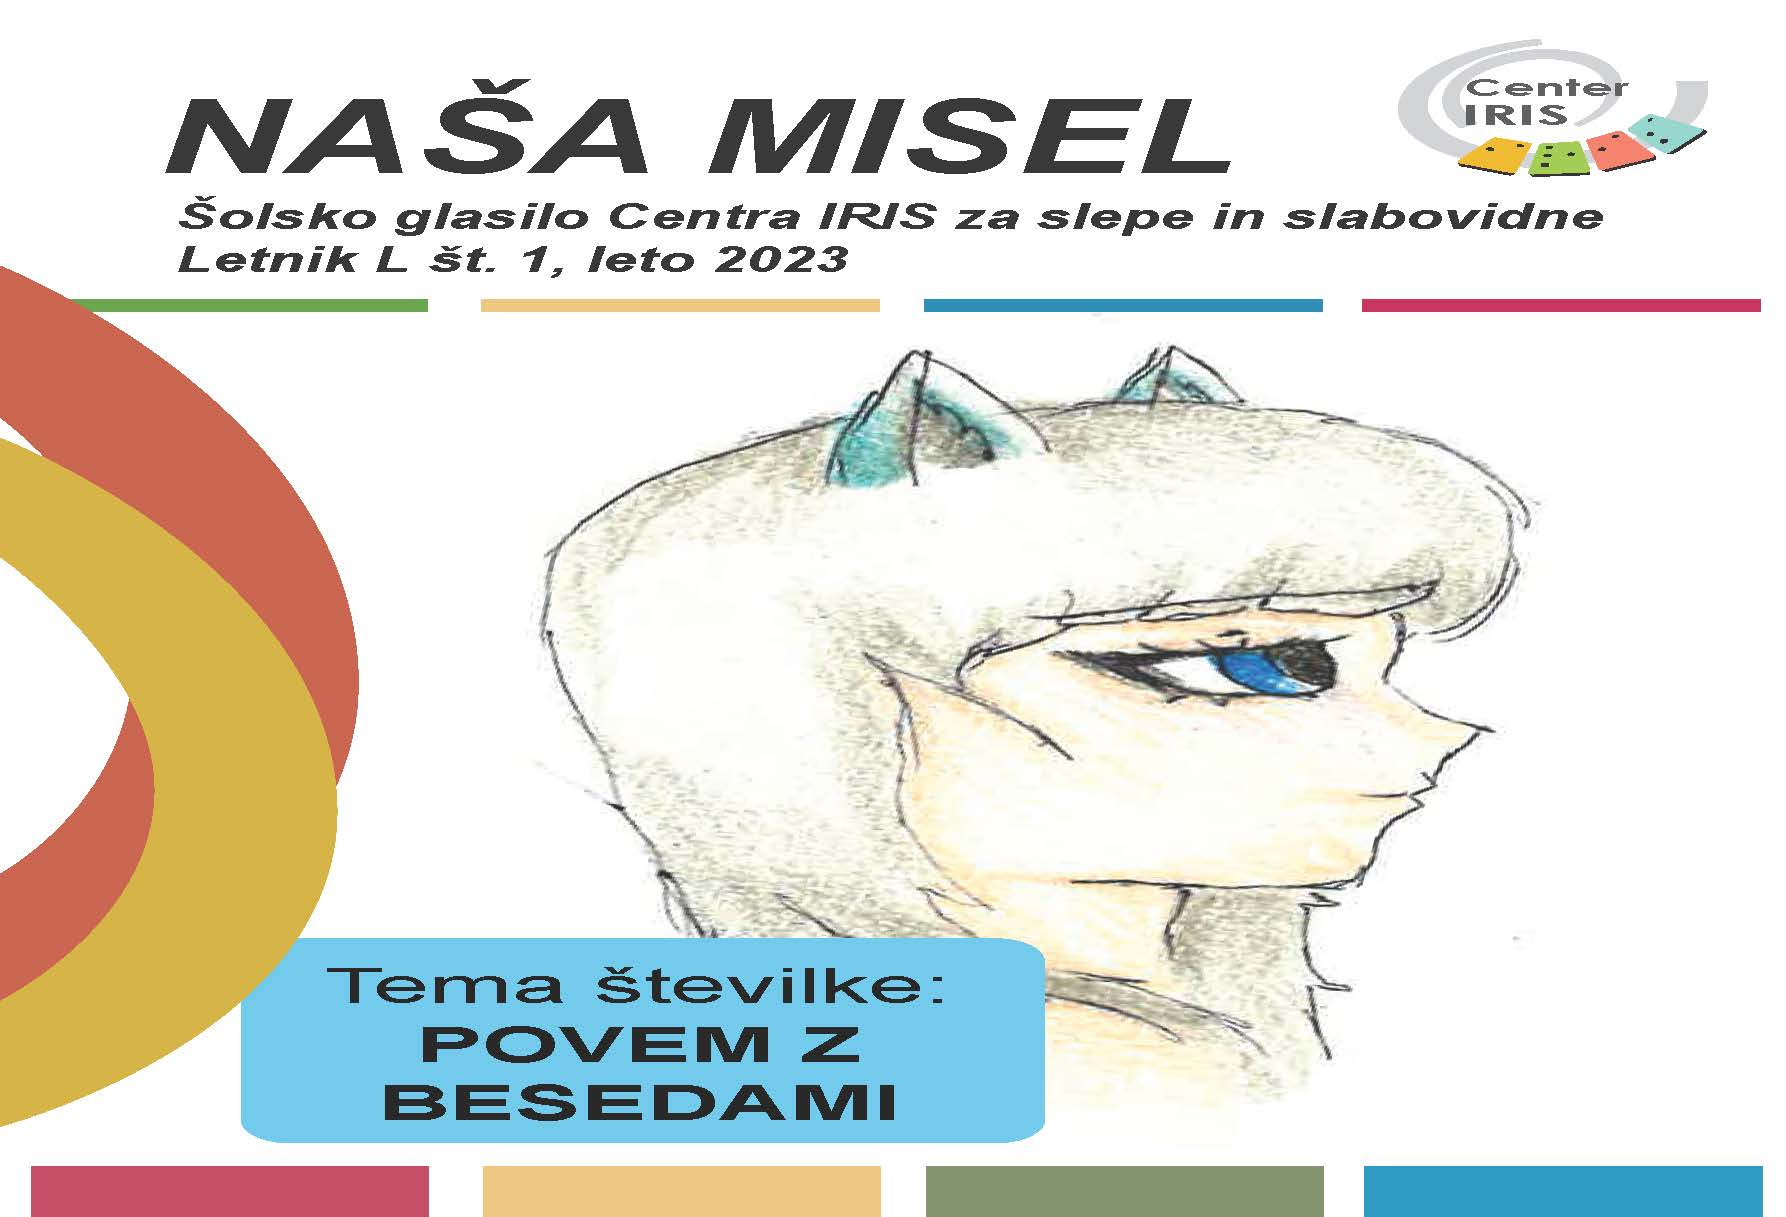 NAŠA MISEL
Center
IRIS
Šolsko glasilo Centra IRIS za slepe in slabovidne
Letnik L št. 1, leto 2023
Tema številke:
POVEM Z
BESEDAMI